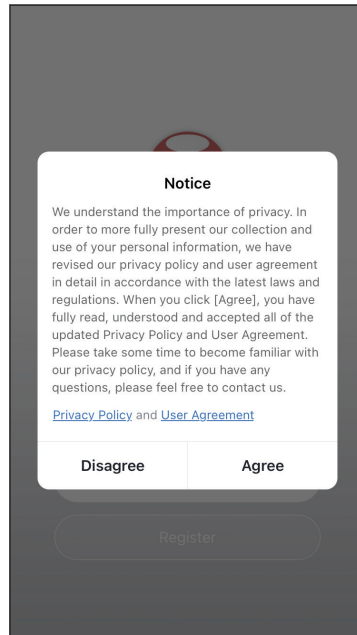 Notice
We understand the importance of privacy. In
order to more fully present our collection and
use of your personal information, we have
revised our privacy policy and user agreement
in detail in accordance with the latest laws and
regulations. When you click [Agree], you have
fully read, understood and accepted all of the
updated Privacy Policy and User Agreement.
Please take some time to become familiar with
our privacy policy, and if you have any
questions, please feel free to contact us.
Privacy Policy and User Agreement
Disagree Agree
Register